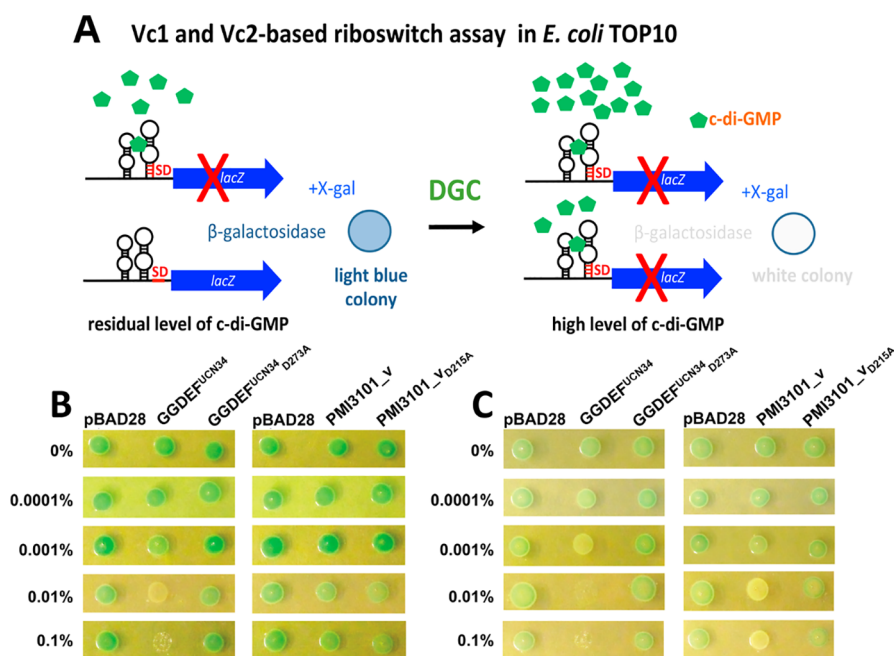 A Vc1 and Vc2-based riboswitch assay in E. coli TOP10
c-di-GMP
SD
lacZ
+X-gal
DGC
SD
lacZ
+X-gal
β-galactosidase
SD
lacZ
light blue
colony
β-galactosidase
SD
lacZ
white colony
residual level of c-di-GMP
high level of c-di-GMP
B
pBAD28
GGDEFUCN34
GGDEFUCN34D273A
pBAD28
PMI3101_v
PMI3101_vD215A
0%
0.0001%
0.001%
0.01%
0.1%
C
pBAD28
GGDEFUCN34
GGDEFUCN34D273A
pBAD28
PMI3101_v
PMI3101_vD215A
0%
0.0001%
0.001%
0.01%
0.1%